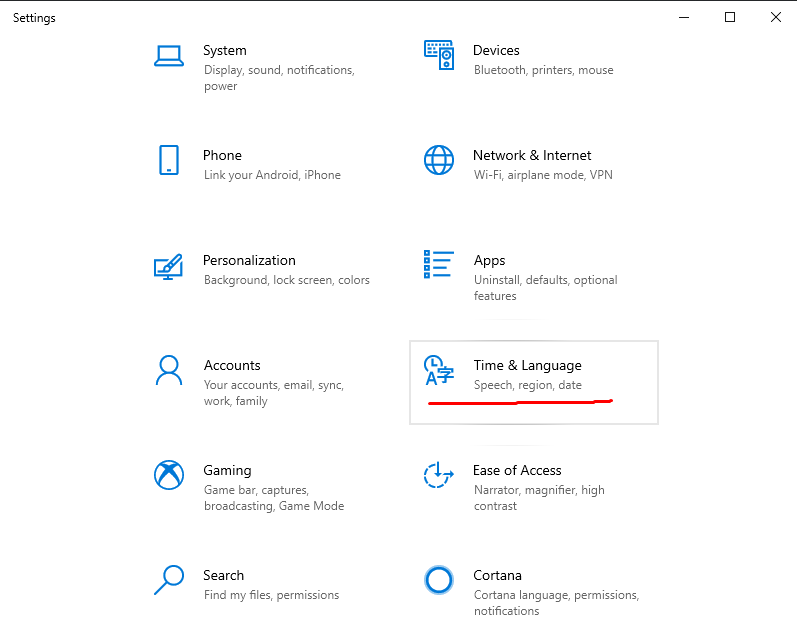 Settings
System
Display, sound, notifications,
power
Devices
Bluetooth, printers, mouse
Phone
Link your Android, iPhone
Network & Internet
Wi-Fi, airplane mode, VPN
Personalization
Background, lock screen, colors
Apps
Uninstall, defaults, optional
features
Accounts
Your accounts, email, sync,
work, family
Time & Language
Speech, region, date
Gaming
Game bar, captures,
broadcasting, Game Mode
Ease of Access
Narrator, magnifier, high
contrast
Search
Find my files, permissions
Cortana
Cortana language, permissions,
notifications